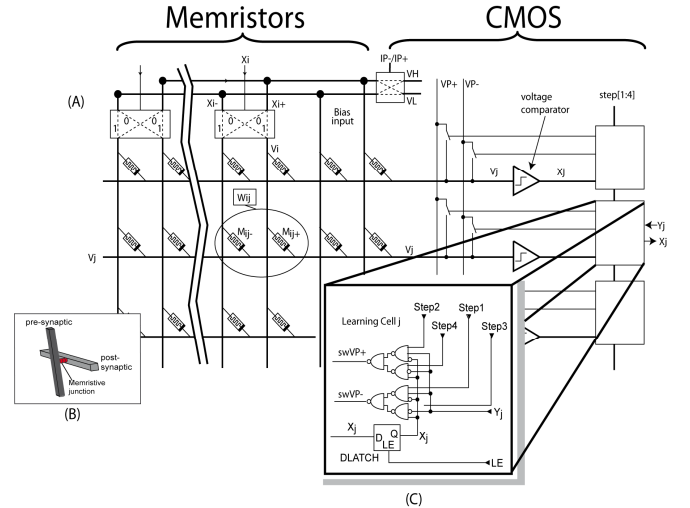 Memristors
CMOS
Xi
IP-/IP+
VH
VL
VP+
VP-
voltage
comparator
step[1:4]
(A)
Xi-
Xi+
Bias
input
1
0
0
1
1
0
0
1
Vi
Vj
Xj
Wij
Mij-
Mij+
Vj
Vj
Yj
Xj
Step2
Step1
Learning Cell j
Step4
Step3
swVP+
swVP-
Yj
Xj
D
Q
LE
Xj
DLATCH
LE
pre-synaptic
post-
synaptic
Memristive
junction
(B)
(C)